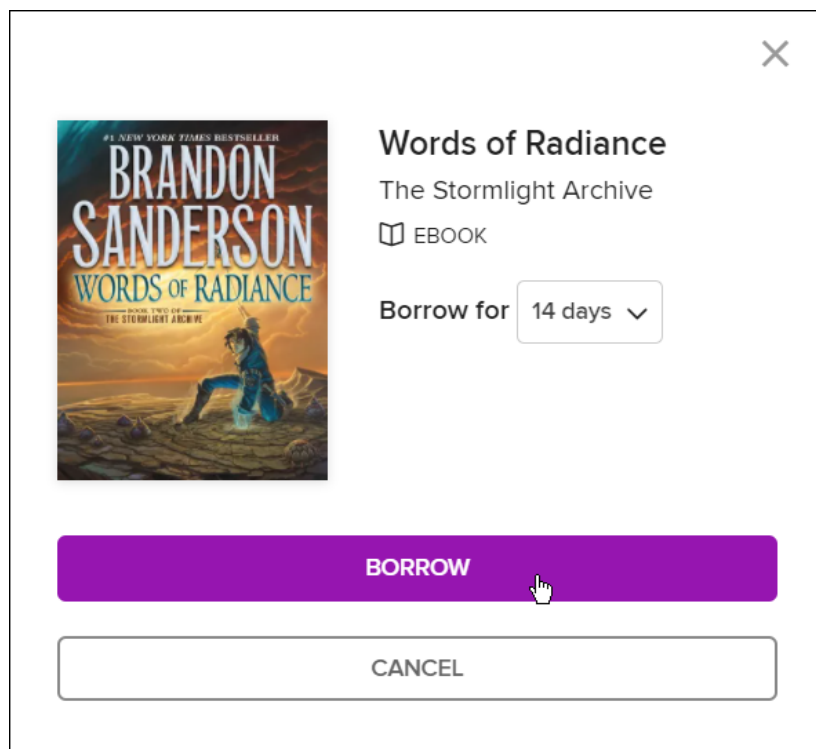 #1 NEW YORK TIMES BESTSELLER
BRANDON
SANDERSON
WORDS OF RADIANCE
BOOK TWO OF
THE STORMLIGHT ARCHIVE
Words of Radiance
The Stormlight Archive
EBOOK
Borrow for 14 days
BORROW
CANCEL